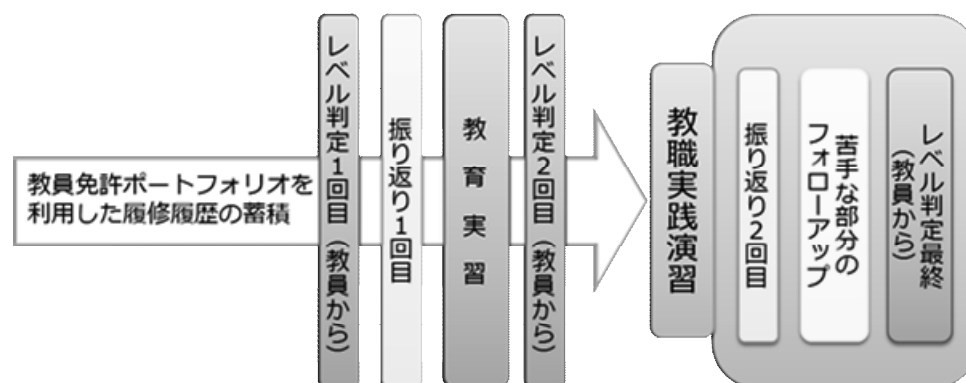 教員免許ポートフォリオを
利用した履修履歴の蓄積
レベル判定1回目(教員から)
振り返り1回目
教育実習
レベル判定2回目(教員から)
教職実践演習
振り返り2回目
苦手な部分の
フォローアップ
レベル判定最終
(教員から)